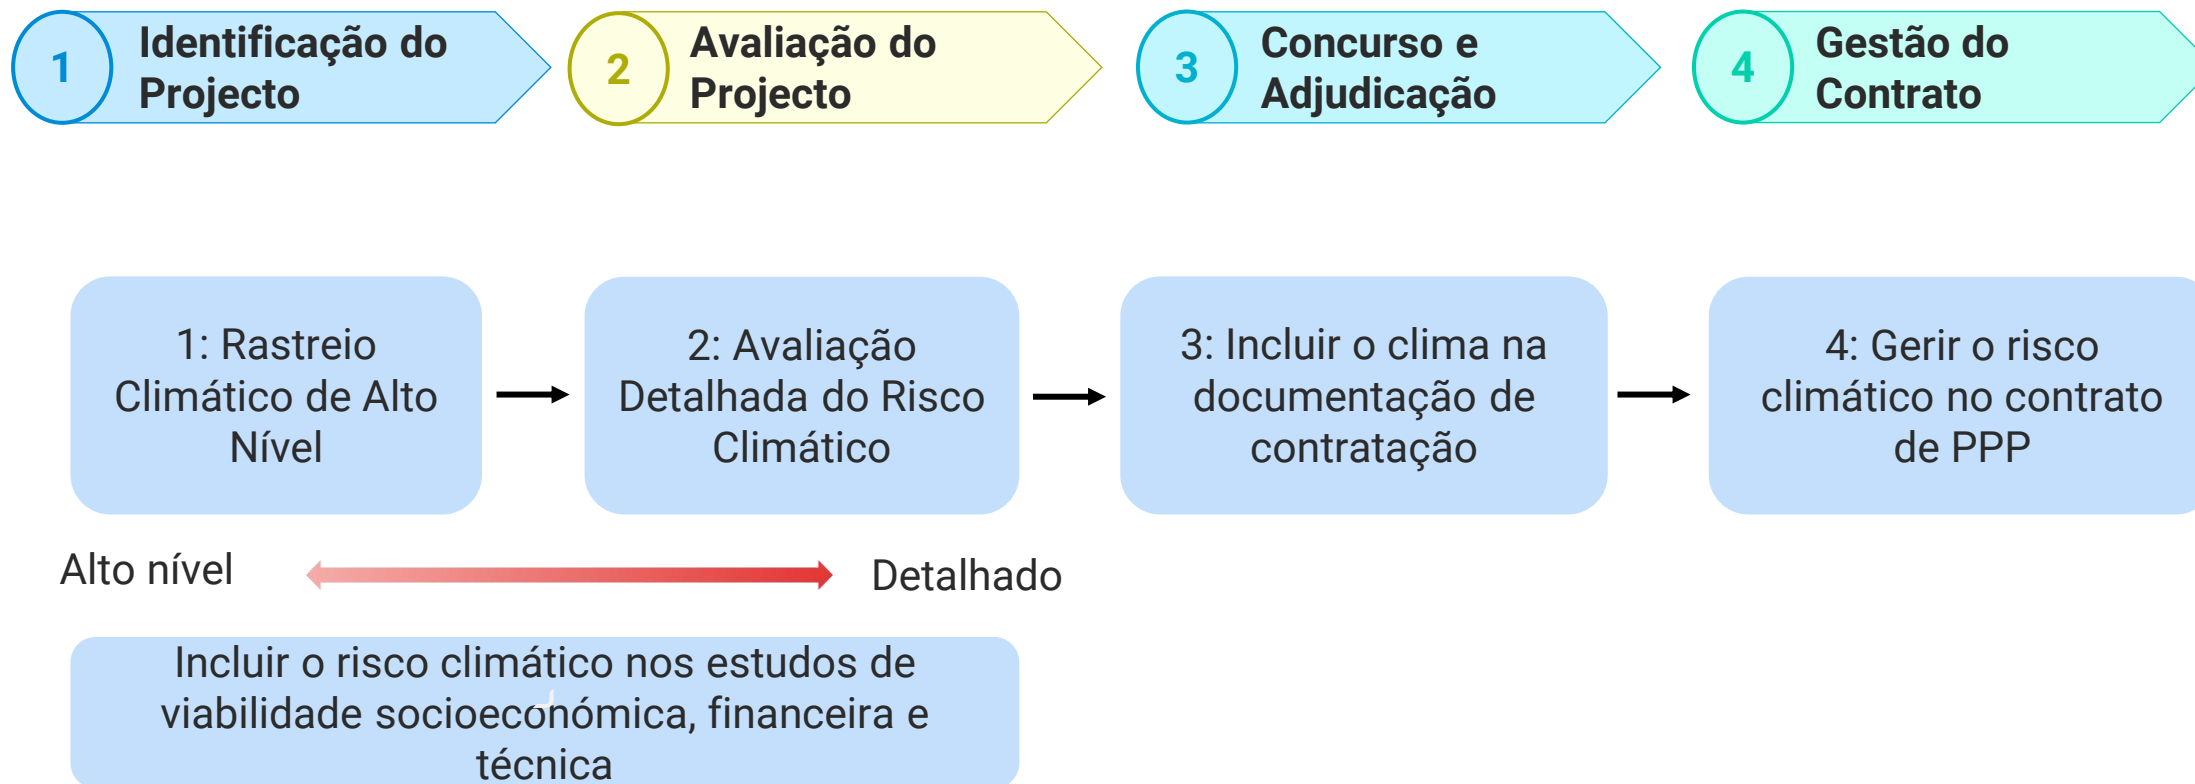 1
Identificação do
Projecto
2
Avaliação do
Projecto
3
Concurso e
Adjudicação
4
Gestão do
Contrato
1: Rastreio
Climático de Alto
Nível
2: Avaliação
Detalhada do Risco
Climático
3: Incluir o clima na
documentação de
contratação
4: Gerir o risco
climático no contrato
de PPP
Alto nível
Detalhado
Incluir o risco climático nos estudos de
viabilidade socioeconómica, financeira e
técnica